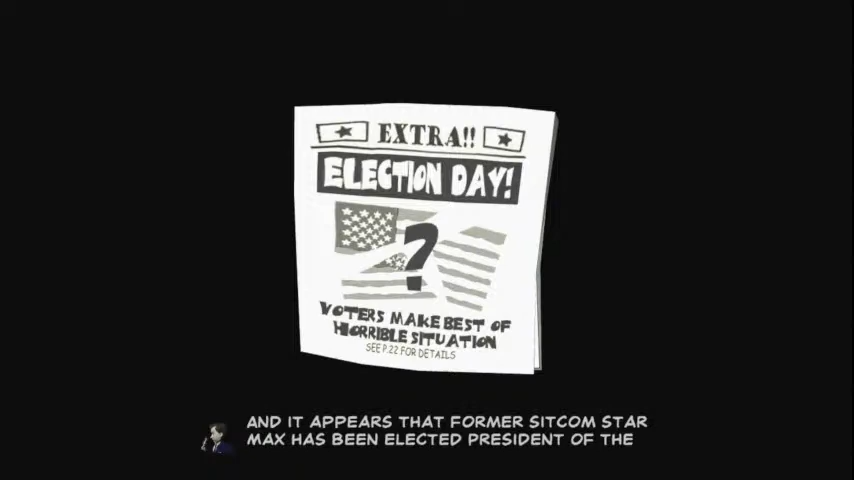 EXTRA!!
ELECTION DAY!
?
VOTERS MAKE BEST OF
HORRIBLE SITUATION
SEE P.22 FOR DETAILS
AND IT APPEARS THAT FORMER SITCOM STAR
MAX HAS BEEN ELECTED PRESIDENT OF THE